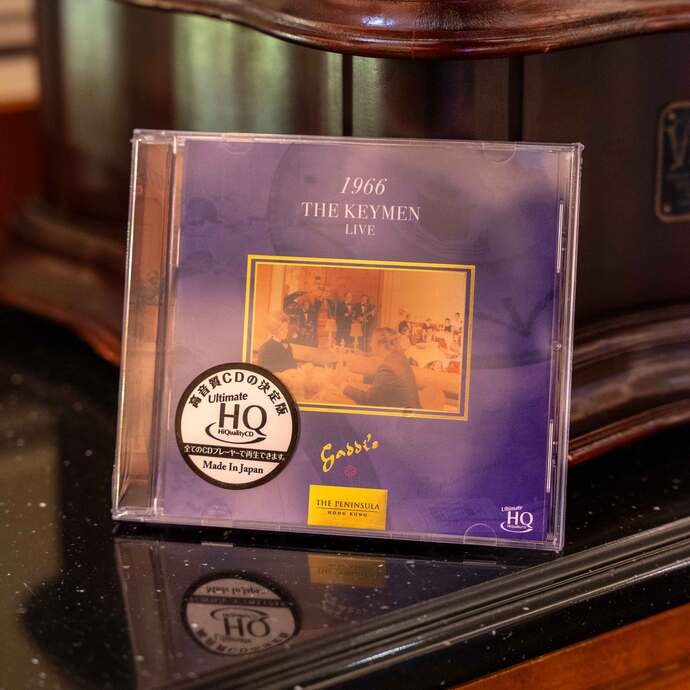 1966
THE KEYMEN
LIVE
高音質CDの決定版
Ultimate
HQ
HiQualityCD
全てのCDプレーヤーで再生できます。
Made In Japan
Gaddi's
THE PENINSULA
HONG KONG
Ultimate
HQ
HiQualityCD